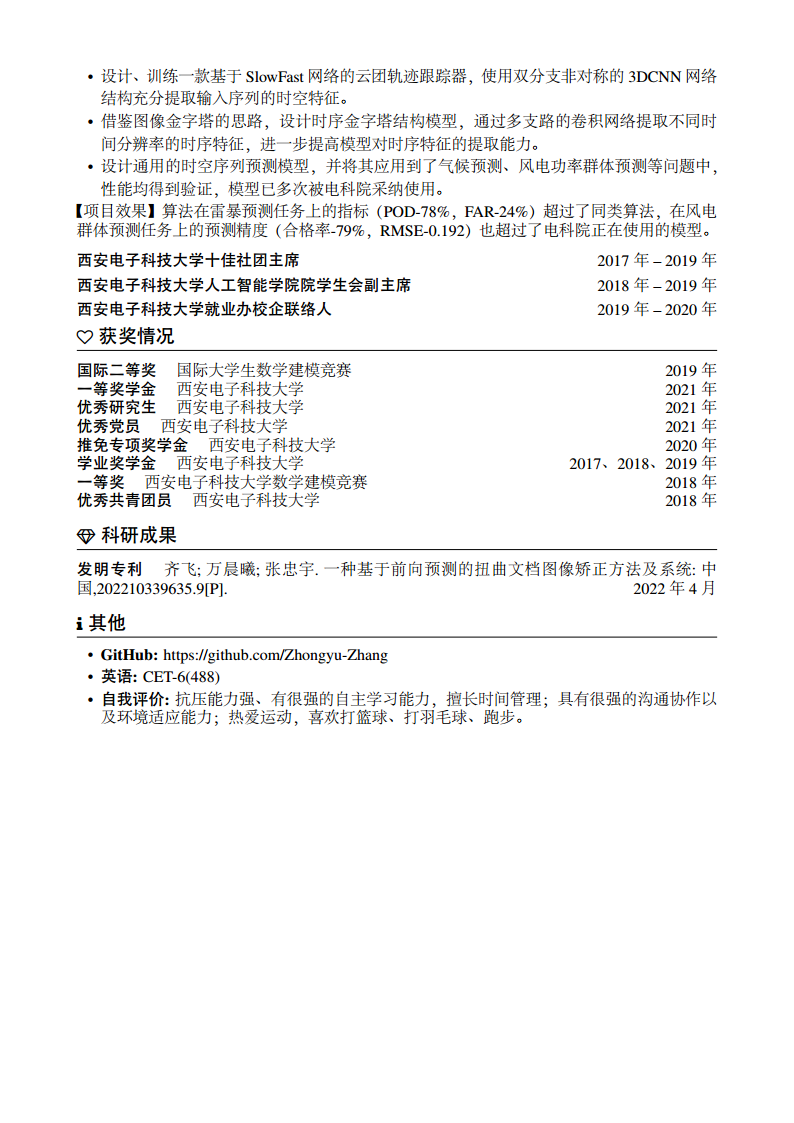 • 设计、训练一款基于 SlowFast 网络的云团轨迹跟踪器，使用双分支非对称的 3DCNN 网络
结构充分提取输入序列的时空特征。
• 借鉴图像金字塔的思路，设计时序金字塔结构模型，通过多支路的卷积网络提取不同时
间分辨率的时序特征，进一步提高模型对时序特征的提取能力。
• 设计通用的时空序列预测模型，并将其应用到了气候预测、风电功率群体预测等问题中，
性能均得到验证，模型已多次被电科院采纳使用。
【项目效果】算法在雷暴预测任务上的指标（POD-78%，FAR-24%）超过了同类算法，在风电
群体预测任务上的预测精度（合格率-79%，RMSE-0.192）也超过了电科院正在使用的模型。
西安电子科技大学十佳社团主席 2017 年 – 2019 年
西安电子科技大学人工智能学院院学生会副主席 2018 年 – 2019 年
西安电子科技大学就业办校企联络人 2019 年 – 2020 年
获奖情况
国际二等奖 国际大学生数学建模竞赛 2019 年
一等奖学金 西安电子科技大学 2021 年
优秀研究生 西安电子科技大学 2021 年
优秀党员 西安电子科技大学 2021 年
推免专项奖学金 西安电子科技大学 2020 年
学业奖学金 西安电子科技大学 2017、2018、2019 年
一等奖 西安电子科技大学数学建模竞赛 2018 年
优秀共青团员 西安电子科技大学 2018 年
科研成果
发明专利 齐飞; 万晨曦; 张忠宇. 一种基于前向预测的扭曲文档图像矫正方法及系统: 中
国,202210339635.9[P]. 2022 年 4 月
其他
• GitHub: https://github.com/Zhongyu-Zhang
• 英语: CET-6(488)
• 自我评价: 抗压能力强、有很强的自主学习能力，擅长时间管理；具有很强的沟通协作以
及环境适应能力；热爱运动，喜欢打篮球、打羽毛球、跑步。